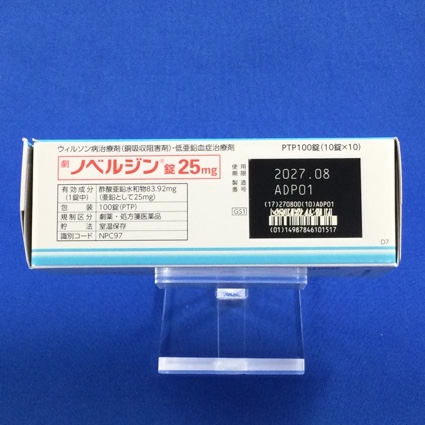 ウィルソン病治療剤(銅吸収阻害剤)・低亜鉛血症治療剤
PTP100錠(10錠×10)
劇 ノベルジン®錠25mg
有効成分(1錠中) 酢酸亜鉛水和物83.92mg(亜鉛として25mg)
包装 100錠(PTP)
規制区分 劇薬・処方箋医薬品
貯法 室温保存
識別コード NPC97
使用期限 2027.08
製造番号 ADP01
(17)270800(10)ADP01
GS1
(01)14987846101517
D7